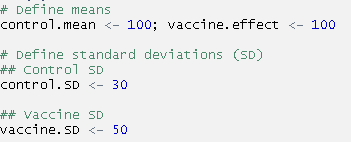 # Define means
control.mean <- 100; vaccine.effect <- 100
# Define standard deviations (SD)
## Control SD
control.SD <- 30
## Vaccine SD
vaccine.SD <- 50